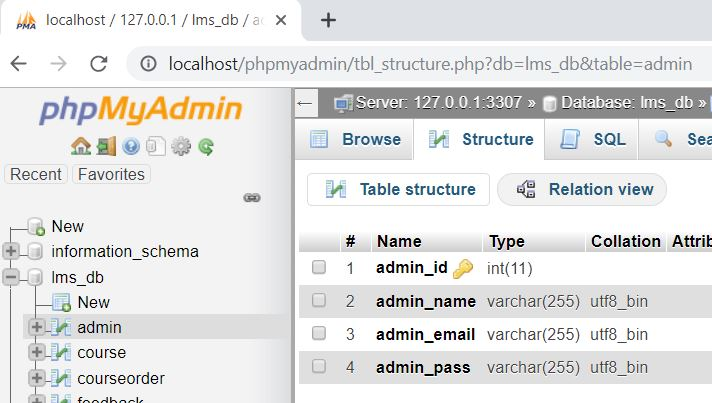 localhost / 127.0.0.1 / lms_db / a
localhost/phpmyadmin/tbl_structure.php?db=lms_db&table=admin
phpMyAdmin
Recent Favorites
New
information_schema
lms_db
New
admin
course
courseorder
feedback
Server: 127.0.0.1:3307 » Database: lms_db »
Browse Structure SQL Sea
Table structure Relation view
# Name Type Collation Attrib
1 admin_id int(11)
2 admin_name varchar(255) utf8_bin
3 admin_email varchar(255) utf8_bin
4 admin_pass varchar(255) utf8_bin